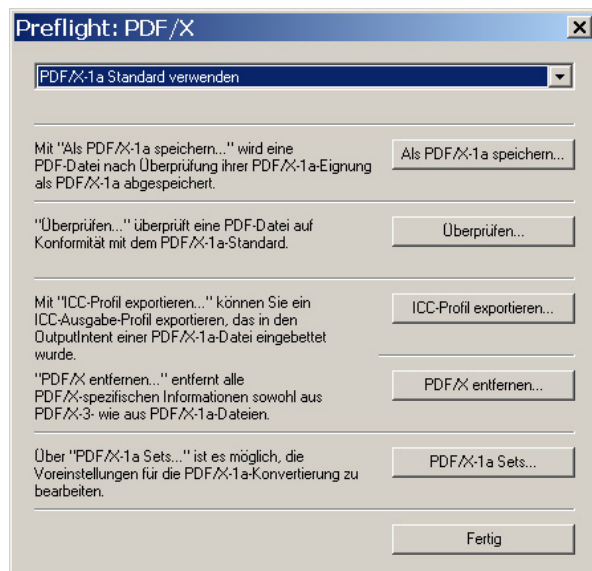 Preflight: PDF/X
PDF/X-1a Standard verwenden
Mit "Als PDF/X-1a speichern..." wird eine
PDF-Datei nach Überprüfung ihrer PDF/X-1a-Eignung
als PDF/X-1a abgespeichert.
Als PDF/X-1a speichern...
"Überprüfen..." überprüft eine PDF-Datei auf
Konformität mit dem PDF/X-1a-Standard.
Überprüfen...
Mit "ICC-Profil exportieren..." können Sie ein
ICC-Ausgabe-Profil exportieren, das in den
OutputIntent einer PDF/X-1a-Datei eingebettet
wurde.
ICC-Profil exportieren...
"PDF/X entfernen..." entfernt alle
PDF/X-spezifischen Informationen sowohl aus
PDF/X-3- wie aus PDF/X-1a-Dateien.
PDF/X entfernen...
Über "PDF/X-1a Sets..." ist es möglich, die
Voreinstellungen für die PDF/X-1a-Konvertierung zu
bearbeiten.
PDF/X-1a Sets...
Fertig